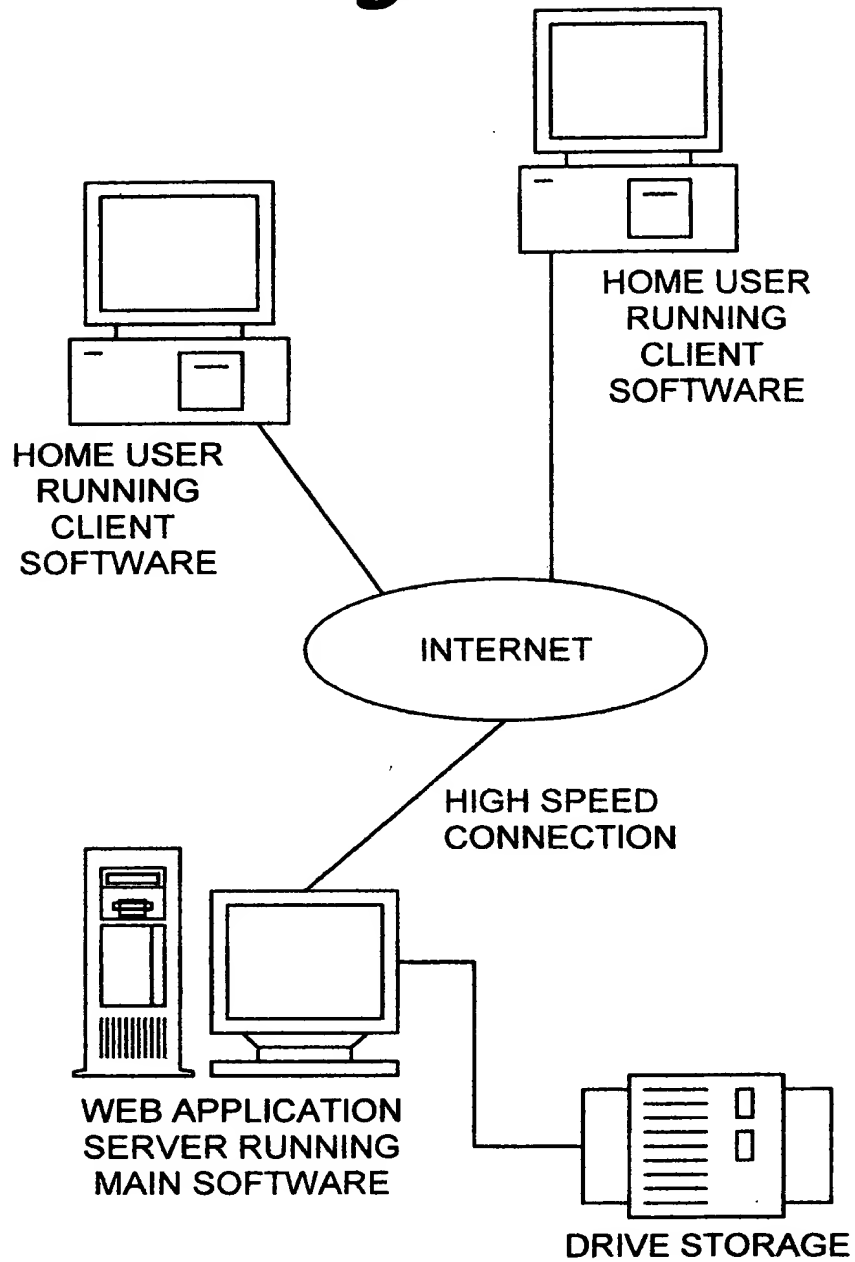 HOME USER
RUNNING
CLIENT
SOFTWARE
HOME USER
RUNNING
CLIENT
SOFTWARE
INTERNET
HIGH SPEED
CONNECTION
WEB APPLICATION
SERVER RUNNING
MAIN SOFTWARE
DRIVE STORAGE